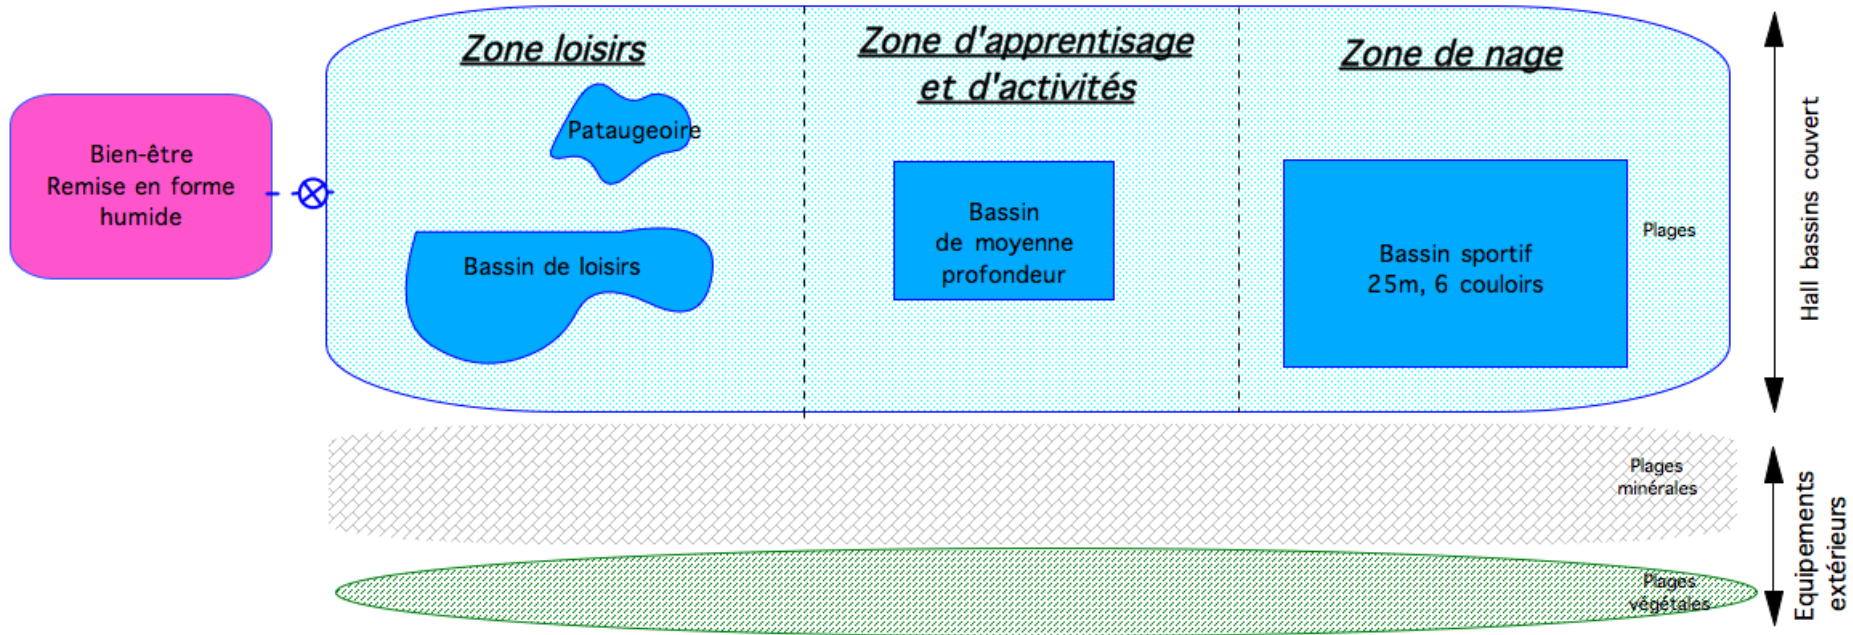 Zone loisirs
Zone d'apprentisage
et d'activités
Zone de nage
Pataugeoire
Bien-être
Remise en forme
humide
Bassin
de moyenne
profondeur
Bassin de loisirs
Bassin sportif
25m, 6 couloirs
Plages
Hall bassins couvert
Plages
minérales
Plages
végétales
Equipements
extérieurs